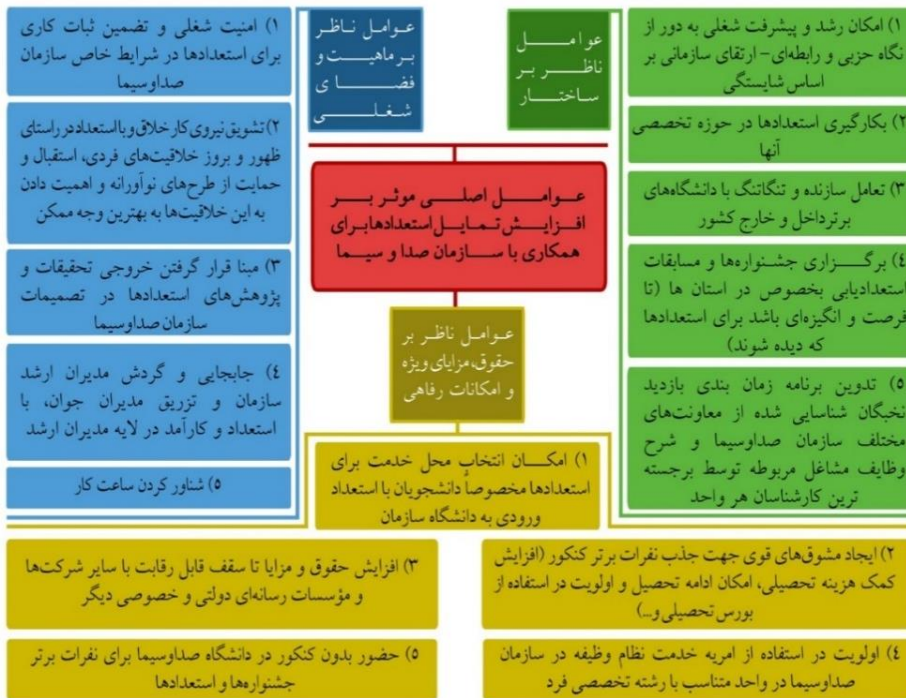 عوامل ناظر
بر ماهیت و
فضای
شغلی
عوامل
ناظر بر
ساختار
عوامل اصلی موثر بر
افزایش تمایل استعدادها برای
همکاری با سازمان صدا و سیما
عوامل ناظر بر
حقوق، مزایای ویژه
و امکانات رفاهی
۱) امکان رشد و پیشرفت شغلی به دور از
نگاه حزبی و رابطه‌ای- ارتقای سازمانی بر
اساس شایستگی
۲) بکارگیری استعدادها در حوزه تخصصی
آنها
۳) تعامل سازنده و تنگاتنگ با دانشگاه‌های
برتر داخل و خارج کشور
۴) برگزاری جشنواره‌ها و مسابقات
استعدادیابی بخصوص در استان ها (تا
فرصت و انگیزه‌ای باشد برای استعدادها
که دیده شوند)
۵) تدوین برنامه زمان بندی بازدید
نخبگان شناسایی شده از معاونت‌های
مختلف سازمان صداوسیما و شرح
وظایف مشاغل مربوطه توسط برجسته
ترین کارشناسان هر واحد
۱) امنیت شغلی و تضمین ثبات کاری
برای استعدادها در شرایط خاص سازمان
صداوسیما
۲) تشویق نیروی کار خلاق و بااستعداد در راستای
ظهور و بروز خلاقیت‌های فردی، استقبال و
حمایت از طرح‌های نوآورانه و اهمیت دادن
به این خلاقیت‌ها به بهترین وجه ممکن
۳) مبنا قرار گرفتن خروجی تحقیقات و
پژوهش‌های استعدادها در تصمیمات
سازمان صداوسیما
۴) جابجایی و گردش مدیران ارشد
سازمان و تزریق مدیران جوان، با
استعداد و کارآمد در لایه مدیران ارشد
۵) شناور کردن ساعت کار
۱) امکان انتخاب محل خدمت برای
استعدادها مخصوصاً دانشجویان با استعداد
ورودی به دانشگاه سازمان
۲) ایجاد مشوق‌های قوی جهت جذب نفرات برتر کنکور (افزایش
کمک هزینه تحصیلی، امکان ادامه تحصیل و اولویت در استفاده از
بورس تحصیلی و...)
۳) افزایش حقوق و مزایا تا سقف قابل رقابت با سایر شرکت‌ها
و مؤسسات رسانه‌ای دولتی و خصوصی دیگر
۴) اولویت در استفاده از امریه خدمت نظام وظیفه در سازمان
صداوسیما در واحد متناسب با رشته تخصصی فرد
۵) حضور بدون کنکور در دانشگاه صداوسیما برای نفرات برتر
جشنواره‌ها و استعدادها